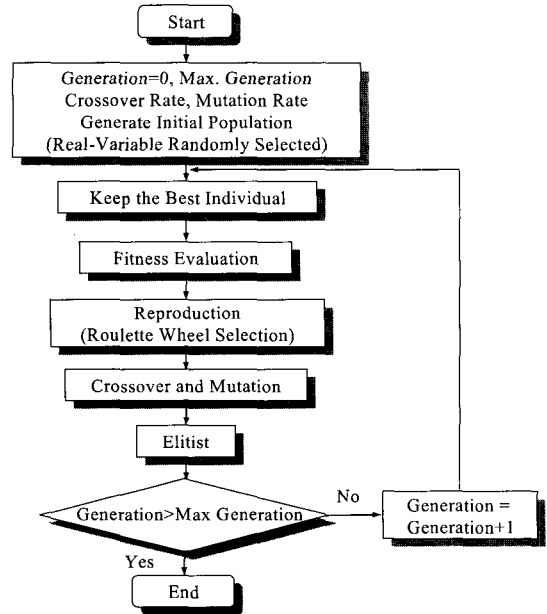 Start
Generation=0, Max. Generation
Crossover Rate, Mutation Rate
Generate Initial Population
(Real-Variable Randomly Selected)
Keep the Best Individual
Fitness Evaluation
Reproduction
(Roulette Wheel Selection)
Crossover and Mutation
Elitist
Generation>Max Generation
No
Generation =
Generation+1
Yes
End